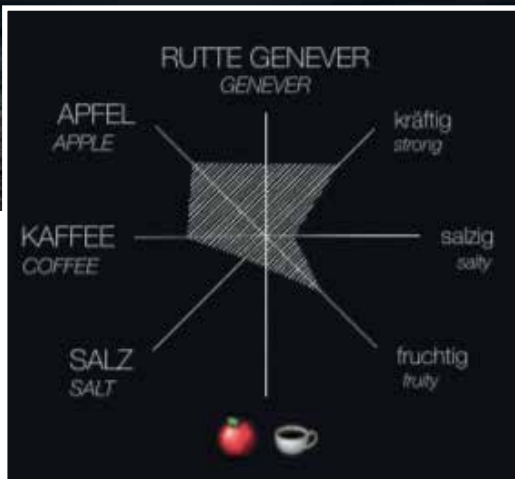 RUTTE GENEVER
GENEVER
APFEL
APPLE
kräftig
strong
KAFFEE
COFFEE
salzig
salty
SALZ
SALT
fruchtig
fruity